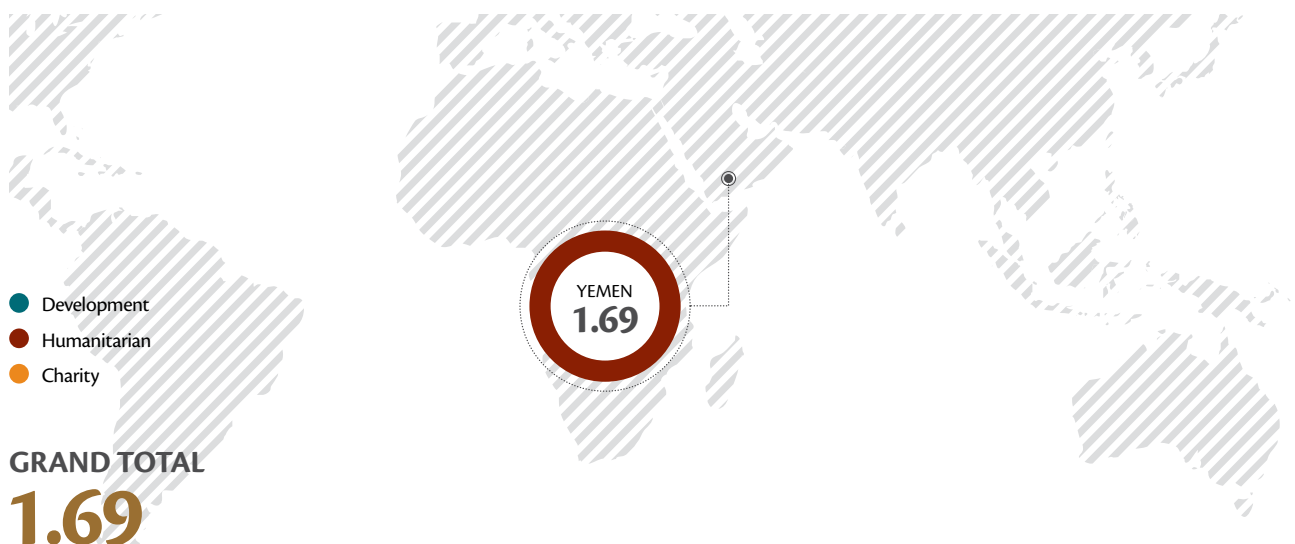 YEMEN
1.69
Development
Humanitarian
Charity
GRAND TOTAL
1.69